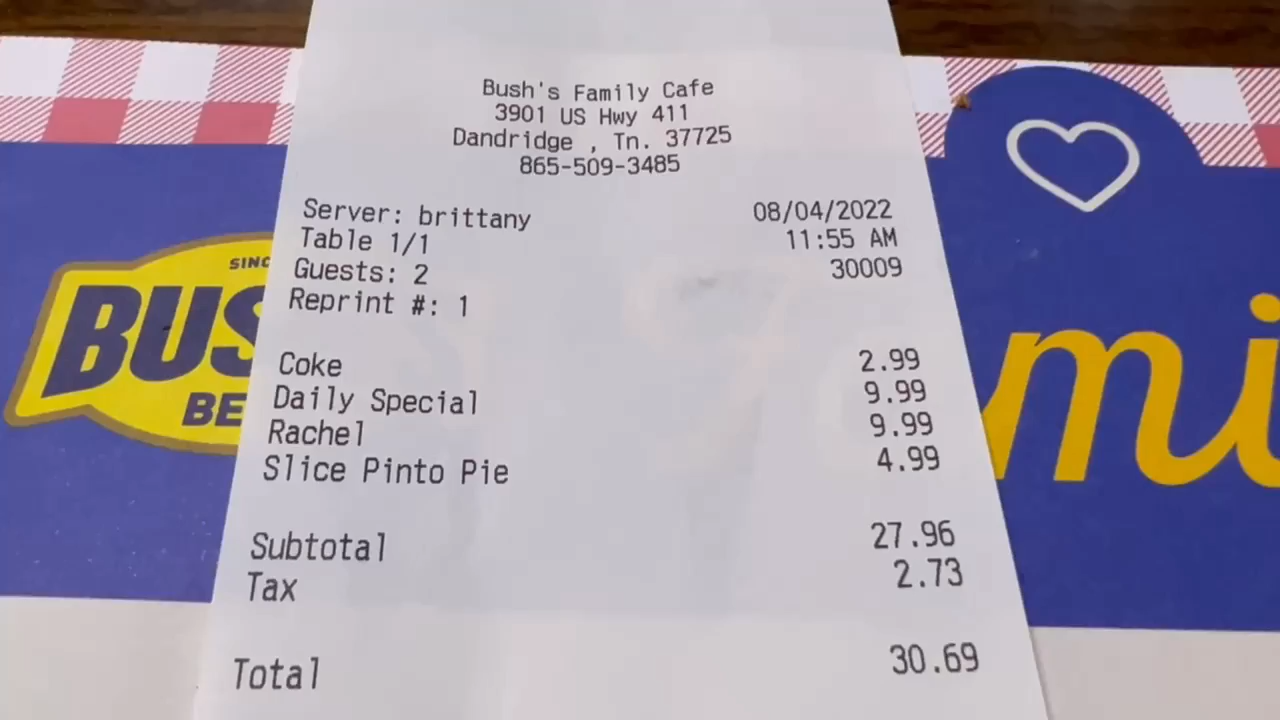 Bush's Family Cafe
3901 US Hwy 411
Dandridge , Tn. 37725
865-509-3485
Server: brittany 08/04/2022
Table 1/1 11:55 AM
Guests: 2 30009
Reprint #: 1
Coke 2.99
Daily Special 9.99
Rachel 9.99
Slice Pinto Pie 4.99
Subtotal 27.96
Tax 2.73
Total 30.69
SINC
BUS
BE
mi